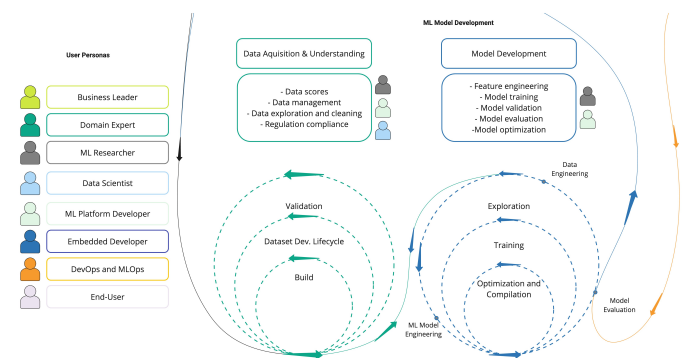 ML Model Development
User Personas
Business Leader
Domain Expert
ML Researcher
Data Scientist
ML Platform Developer
Embedded Developer
DevOps and MLOps
End-User
Data Aquisition & Understanding
- Data scores
- Data management
- Data exploration and cleaning
- Regulation compliance
Validation
Dataset Dev. Lifecycle
Build
Model Development
- Feature engineering
- Model training
- Model validation
- Model evaluation
-Model optimization
Data
Engineering
Exploration
Training
Optimization and
Compilation
ML Model
Engineering
Model
Evaluation